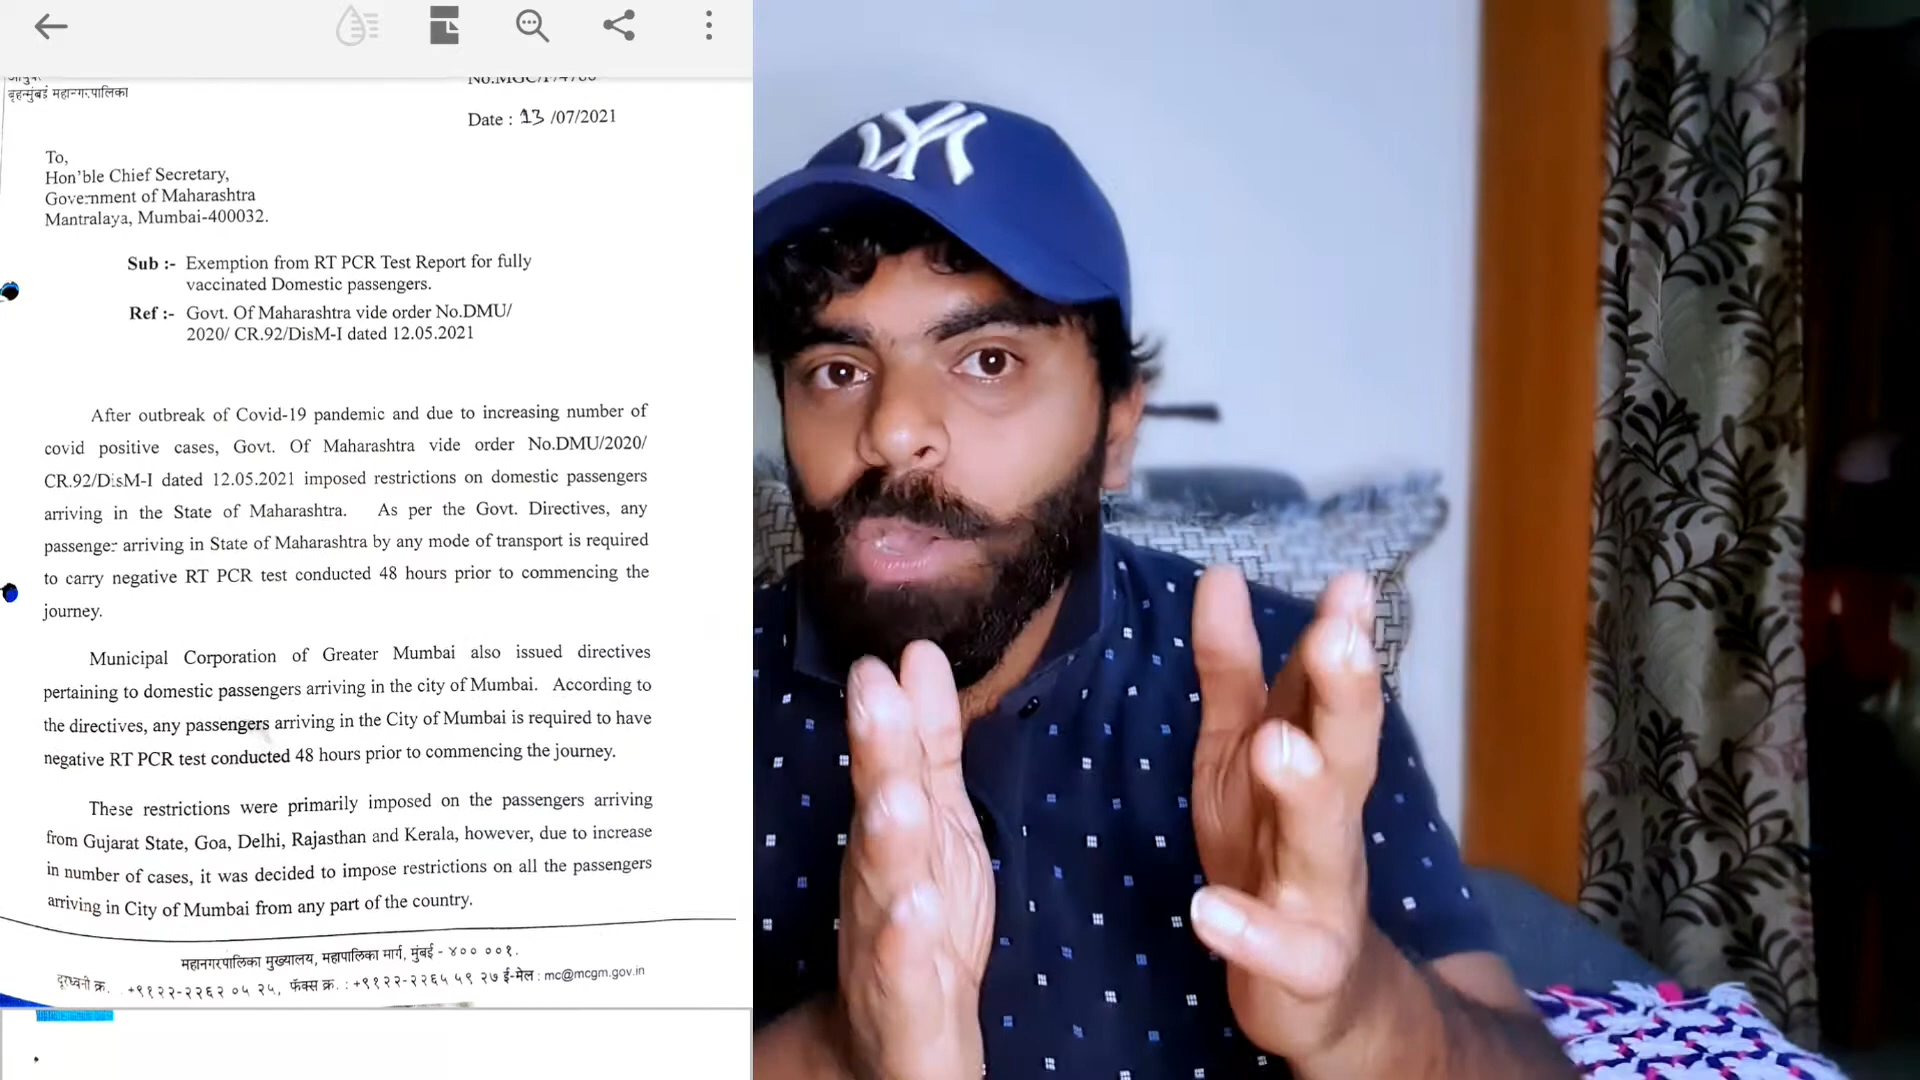 बृहन्मुंबई महानगरपालिका
Date : 13 /07/2021
To,
Hon'ble Chief Secretary,
Government of Maharashtra
Mantralaya, Mumbai-400032.
Sub :- Exemption from RT PCR Test Report for fully
vaccinated Domestic passengers.
Ref :- Govt. Of Maharashtra vide order No.DMU/
2020/ CR.92/DisM-I dated 12.05.2021
After outbreak of Covid-19 pandemic and due to increasing number of
covid positive cases, Govt. Of Maharashtra vide order No.DMU/2020/
CR.92/DisM-I dated 12.05.2021 imposed restrictions on domestic passengers
arriving in the State of Maharashtra. As per the Govt. Directives, any
passenger arriving in State of Maharashtra by any mode of transport is required
to carry negative RT PCR test conducted 48 hours prior to commencing the
journey.
Municipal Corporation of Greater Mumbai also issued directives
pertaining to domestic passengers arriving in the city of Mumbai. According to
the directives, any passengers arriving in the City of Mumbai is required to have
negative RT PCR test conducted 48 hours prior to commencing the journey.
These restrictions were primarily imposed on the passengers arriving
from Gujarat State, Goa, Delhi, Rajasthan and Kerala, however, due to increase
in number of cases, it was decided to impose restrictions on all the passengers
arriving in City of Mumbai from any part of the country.
महानगरपालिका मुख्यालय, महापालिका मार्ग, मुंबई - ४०० ००१.
दूरध्वनी क्र. +९१२२-२२६२ ०५ २५, फॅक्स क्र. : +९१२२-२२६५ ५९ २७ ई-मेल : mc@mcgm.gov.in
NY